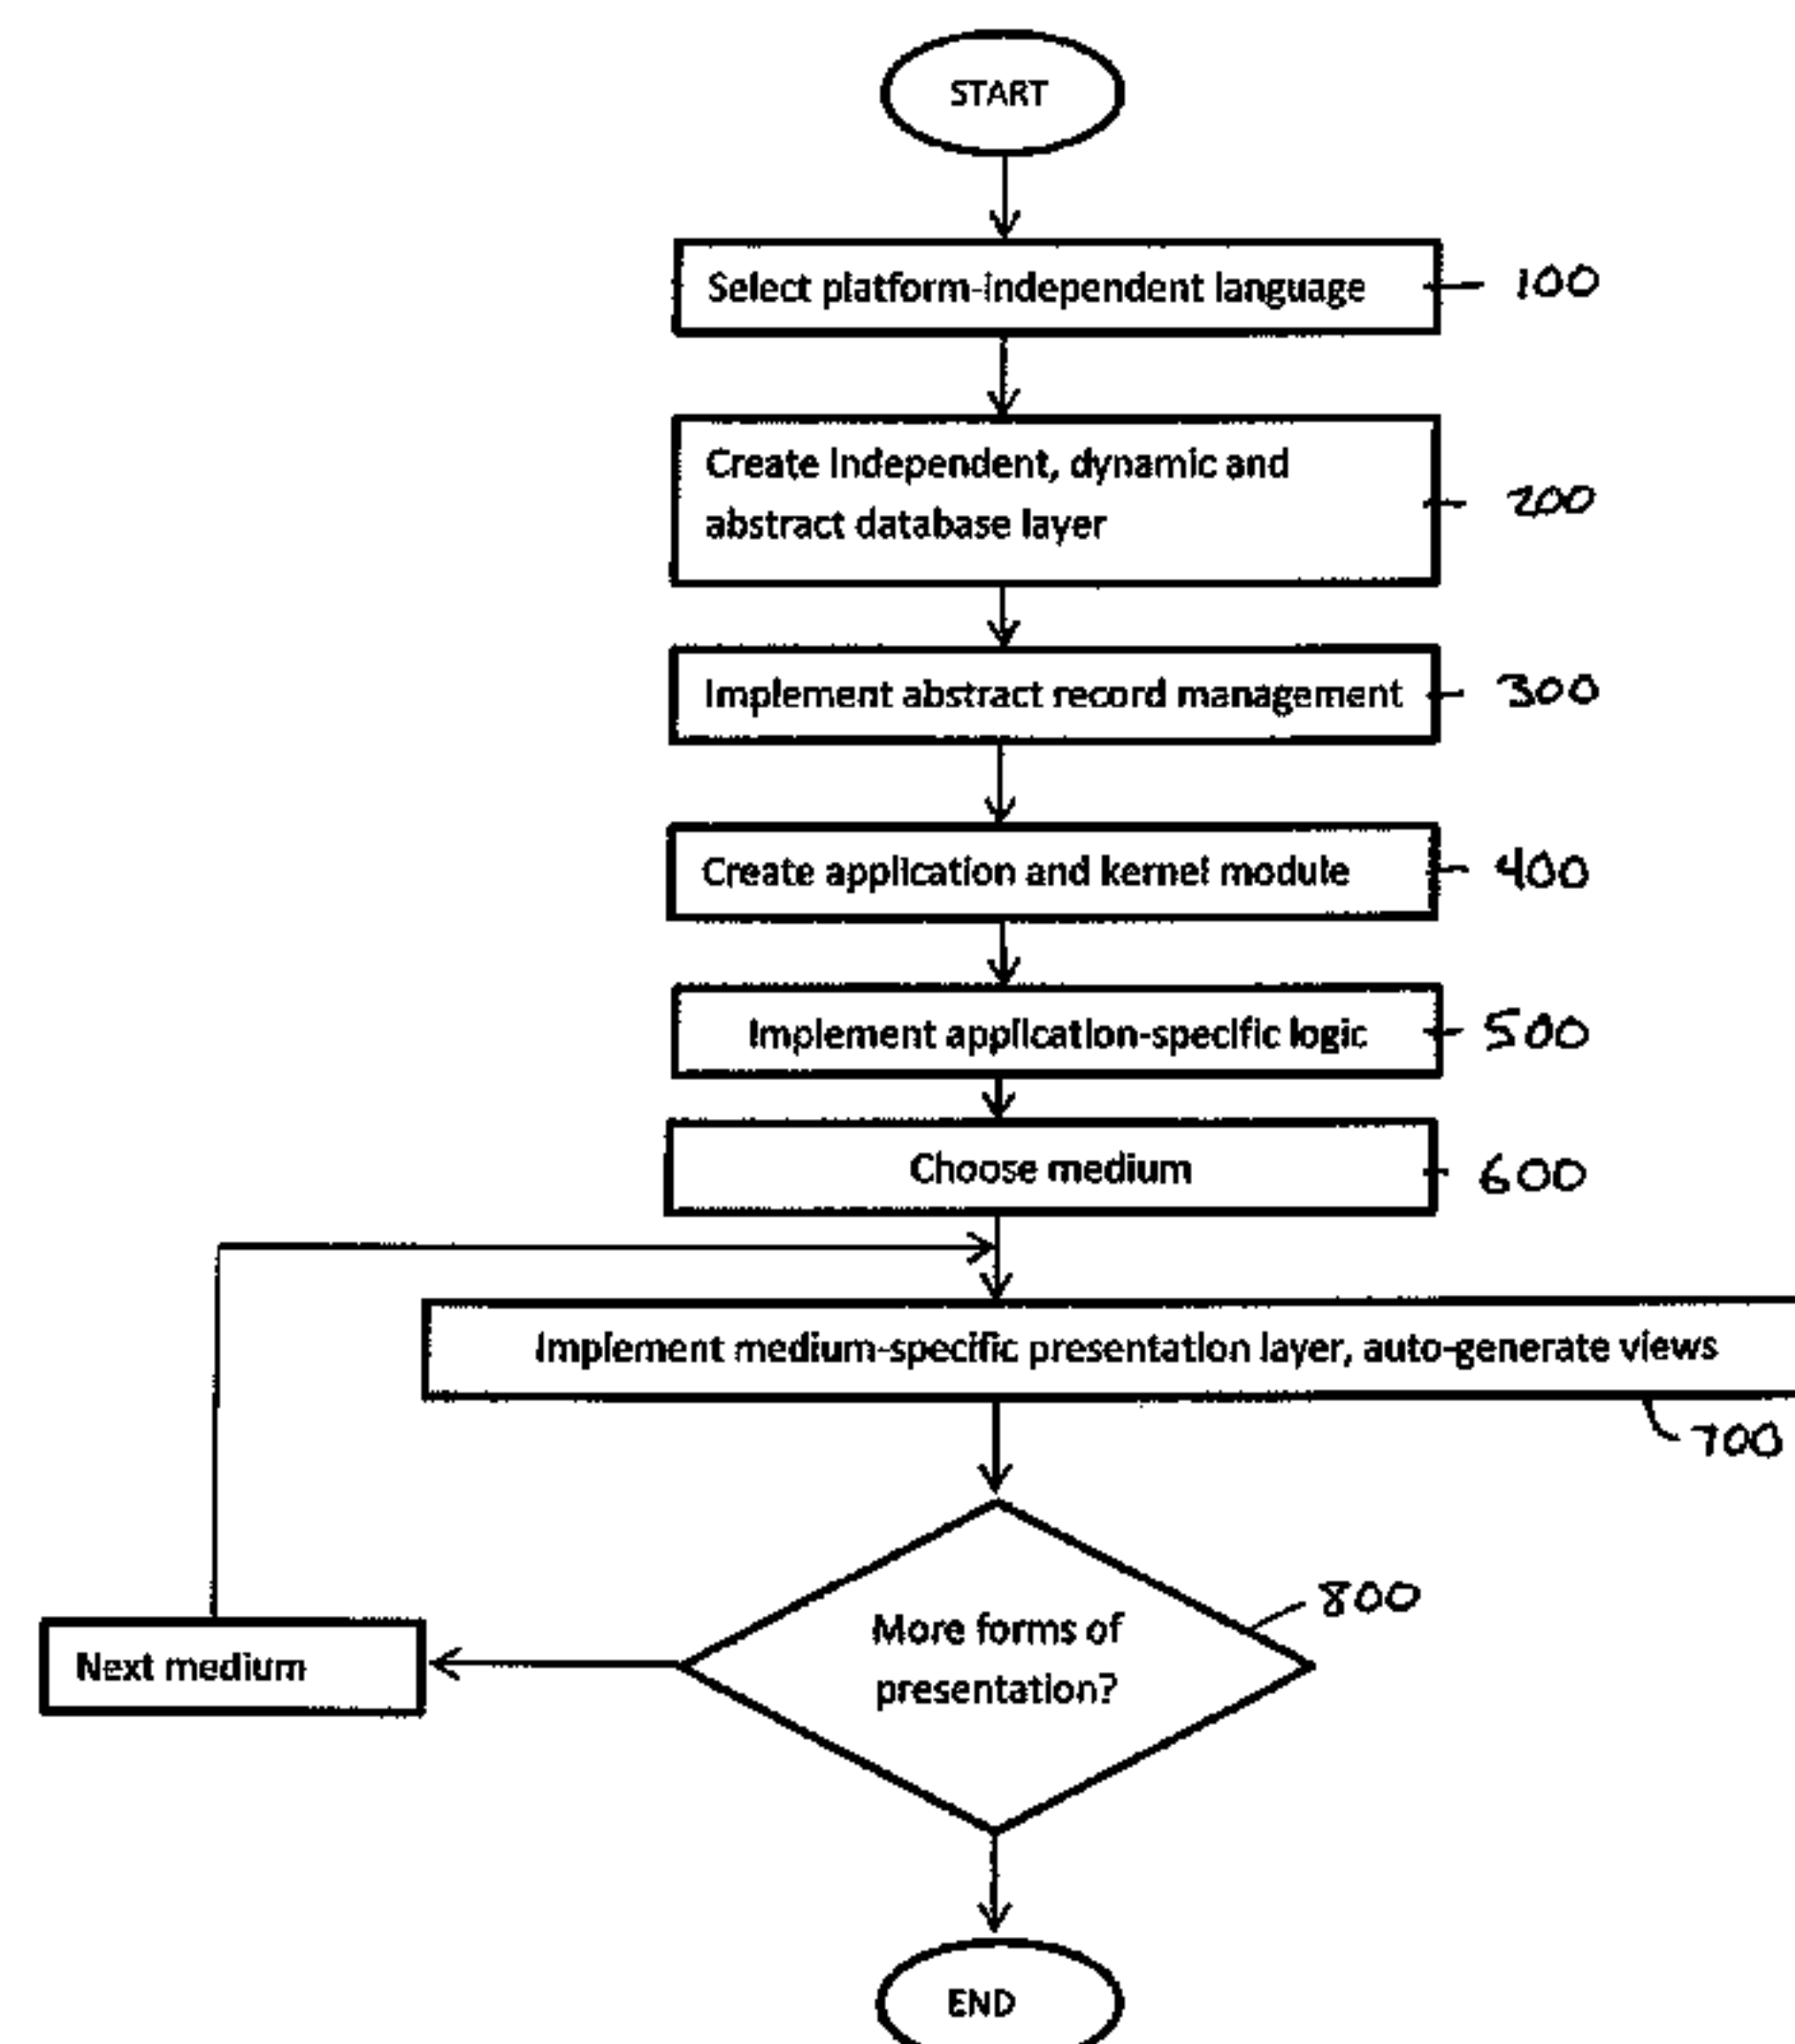 START
Select platform-independent language
100
Create independent, dynamic and
abstract database layer
200
Implement abstract record management
300
Create application and kernel module
400
Implement application-specific logic
500
Choose medium
600
Implement medium-specific presentation layer, auto-generate views
700
More forms of
presentation?
800
Next medium
END